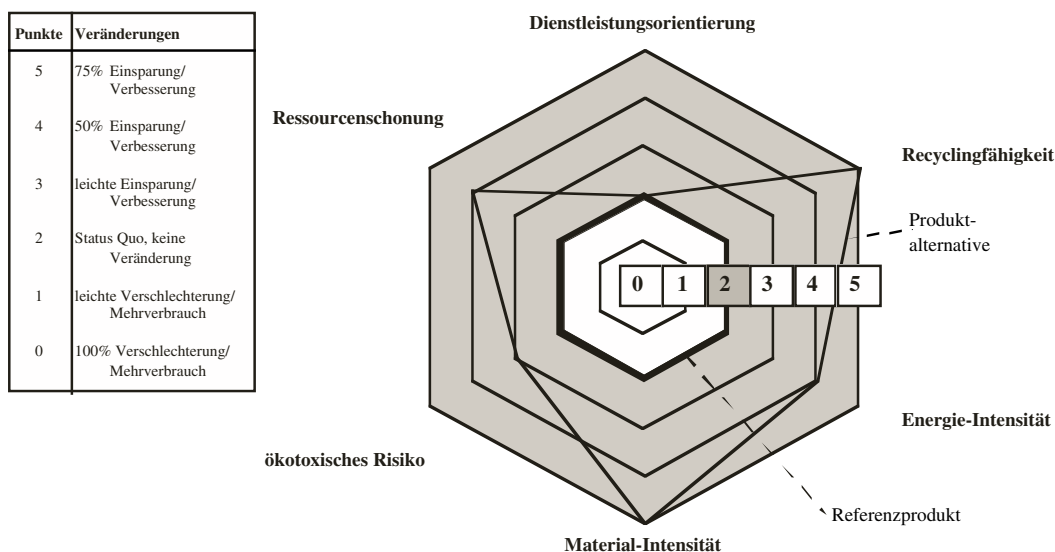 Punkte Veränderungen
5 75% Einsparung/
Verbesserung
4 50% Einsparung/
Verbesserung
3 leichte Einsparung/
Verbesserung
2 Status Quo, keine
Veränderung
1 leichte Verschlechterung/
Mehrverbrauch
0 100% Verschlechterung/
Mehrverbrauch
Dienstleistungsorientierung
Ressourcenschonung
Recyclingfähigkeit
Produkt-
alternative
0 1 2 3 4 5
Energie-Intensität
ökotoxisches Risiko
Referenzprodukt
Material-Intensität